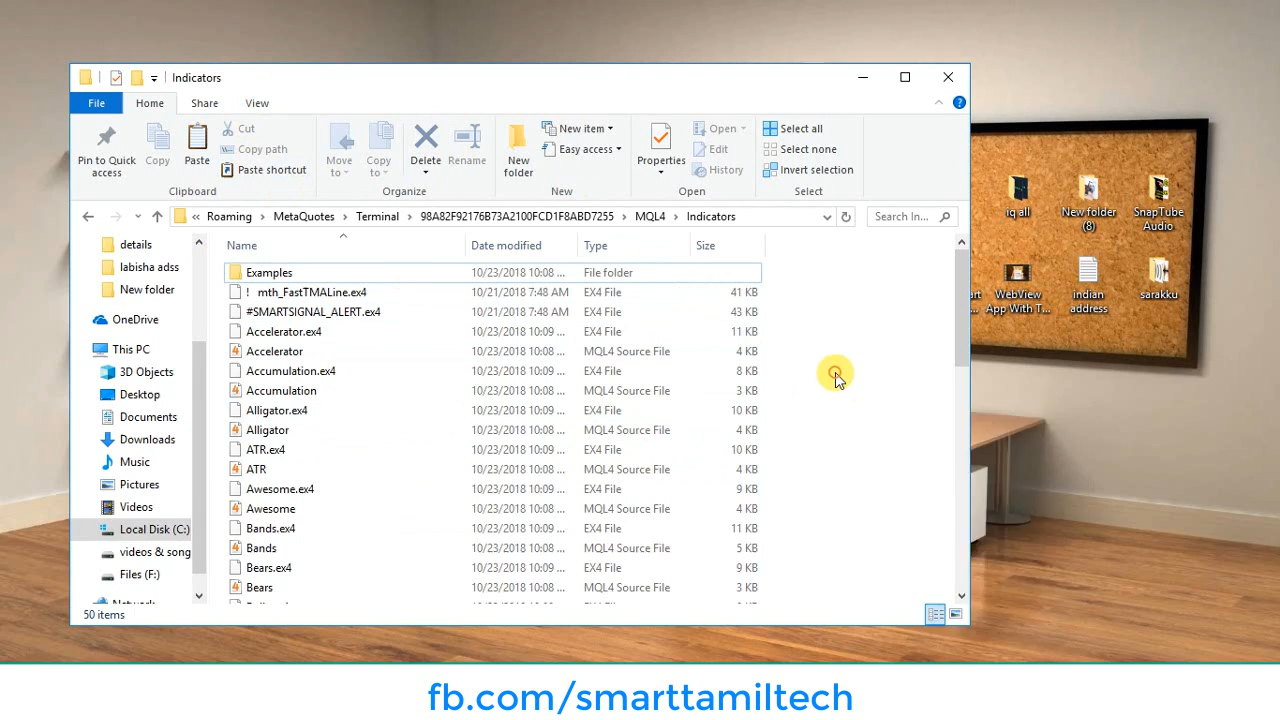 Indicators
File Home Share View
Pin to Quick access
Copy
Paste
Cut
Copy path
Paste shortcut
Clipboard
Move to
Copy to
Delete
Rename
Organize
New folder
New item
Easy access
New
Properties
Open
Edit
History
Open
Select all
Select none
Invert selection
Select
« Roaming > MetaQuotes > Terminal > 98A82F92176B73A2100FCD1F8ABD7255 > MQL4 > Indicators
Search In...
details
labisha adss
New folder
OneDrive
This PC
3D Objects
Desktop
Documents
Downloads
Music
Pictures
Videos
Local Disk (C:)
videos & song
Files (F:)
Network
Name Date modified Type Size
Examples 10/23/2018 10:08 ... File folder
! mth_FastTMALine.ex4 10/21/2018 7:48 AM EX4 File 41 KB
#SMARTSIGNAL_ALERT.ex4 10/21/2018 7:48 AM EX4 File 43 KB
Accelerator.ex4 10/23/2018 10:09 ... EX4 File 11 KB
Accelerator 10/23/2018 10:08 ... MQL4 Source File 4 KB
Accumulation.ex4 10/23/2018 10:09 ... EX4 File 8 KB
Accumulation 10/23/2018 10:08 ... MQL4 Source File 3 KB
Alligator.ex4 10/23/2018 10:09 ... EX4 File 10 KB
Alligator 10/23/2018 10:08 ... MQL4 Source File 4 KB
ATR.ex4 10/23/2018 10:09 ... EX4 File 10 KB
ATR 10/23/2018 10:08 ... MQL4 Source File 4 KB
Awesome.ex4 10/23/2018 10:09 ... EX4 File 9 KB
Awesome 10/23/2018 10:08 ... MQL4 Source File 4 KB
Bands.ex4 10/23/2018 10:09 ... EX4 File 11 KB
Bands 10/23/2018 10:08 ... MQL4 Source File 5 KB
Bears.ex4 10/23/2018 10:09 ... EX4 File 9 KB
Bears 10/23/2018 10:08 ... MQL4 Source File 3 KB
50 items
iq all
New folder (8)
SnapTube Audio
WebView App With T...
indian address
sarakku
fb.com/smarttamiltech